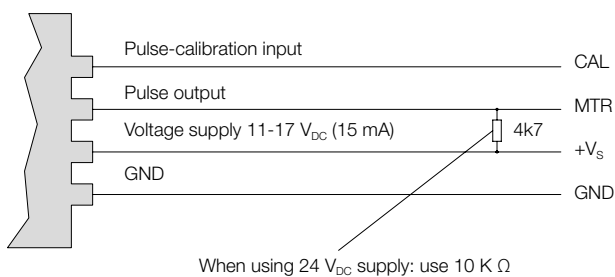 Pulse-calibration input
CAL
Pulse output
MTR
Voltage supply 11-17 V_DC (15 mA)
4k7
+V_S
GND
GND
When using 24 V_DC supply: use 10 K Ω